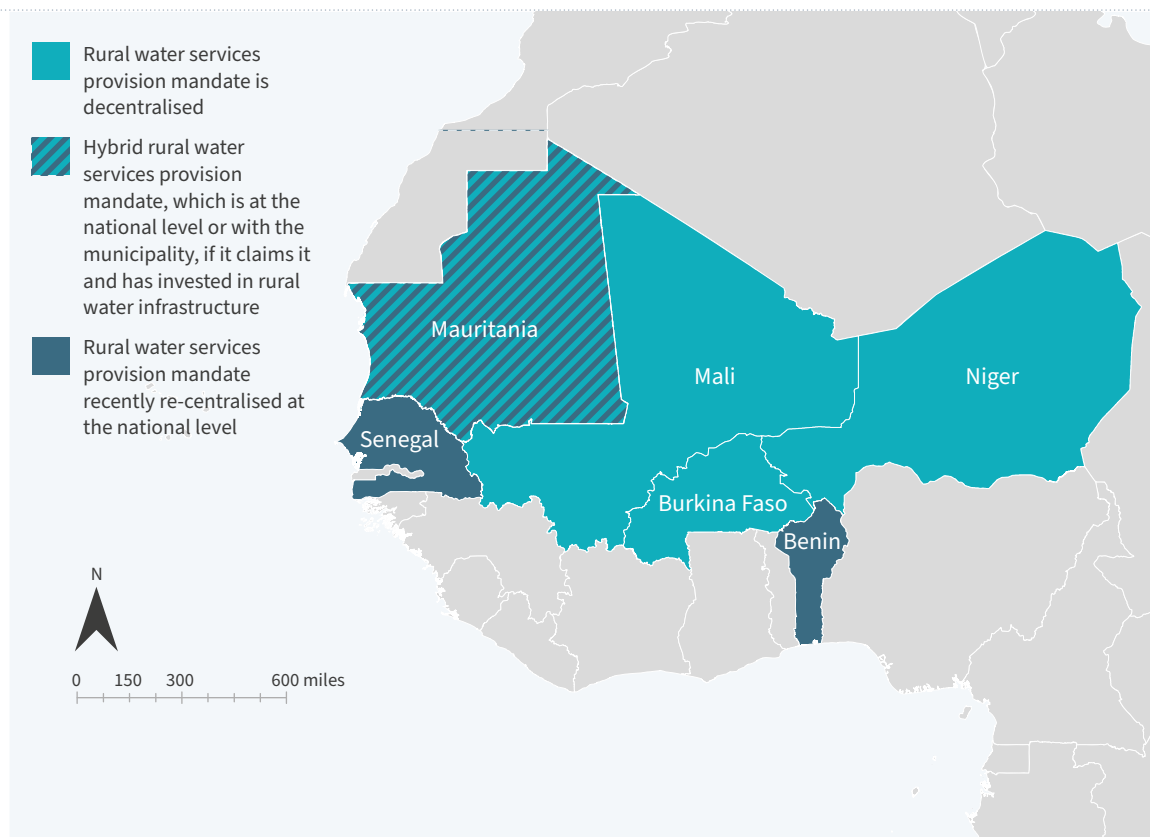 Rural water services
provision mandate is
decentralised
Hybrid rural water
services provision
mandate, which is at the
national level or with the
municipality, if it claims it
and has invested in rural
water infrastructure
Rural water services
provision mandate
recently re-centralised at
the national level
Mauritania
Mali
Niger
Senegal
Burkina Faso
Benin
N
0 150 300 600 miles